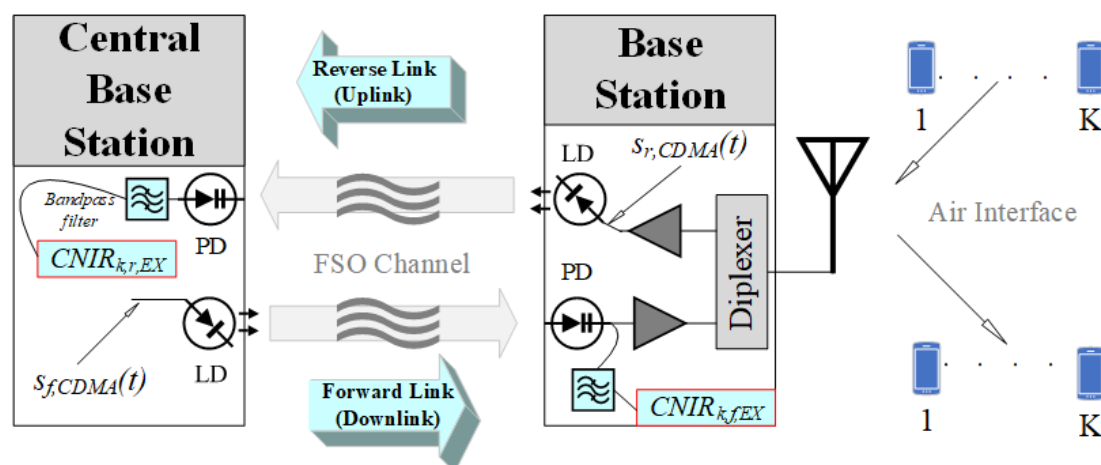 Central
Base
Station
Reverse Link
(Uplink)
Base
Station
1
. . . .
K
LD
s_{r,CDMA}(t)
Bandpass
filter
PD
CNIR_{k,r,EX}
FSO Channel
PD
Diplexer
Air Interface
s_{f,CDMA}(t)
LD
Forward Link
(Downlink)
CNIR_{k,f,EX}
1
. . . .
K